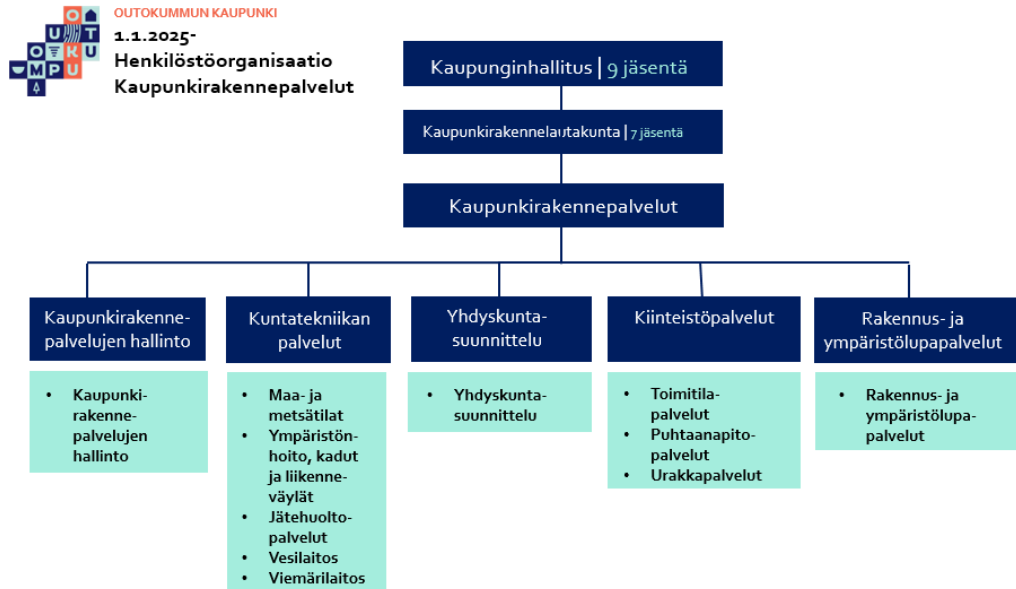 OUTOKUMMUN KAUPUNKI
1.1.2025-
Henkilöstöorganisaatio
Kaupunkirakennepalvelut
O
U T
O K U
M P U
Kaupunginhallitus | 9 jäsentä
Kaupunkirakennelautakunta | 7 jäsentä
Kaupunkirakennepalvelut
Kaupunkirakenne-
palvelujen hallinto
• Kaupunki-
rakenne-
palvelujen
hallinto
Kuntatekniikan
palvelut
• Maa- ja
metsätilat
• Ympäristön-
hoito, kadut
ja liikenne-
väylät
• Jätehuolto-
palvelut
• Vesilaitos
• Viemärilaitos
Yhdyskunta-
suunnittelu
• Yhdyskunta-
suunnittelu
Kiinteistöpalvelut
• Toimitila-
palvelut
• Puhtaanapito-
palvelut
• Urakkapalvelut
Rakennus- ja
ympäristölupapalvelut
• Rakennus- ja
ympäristölupa-
palvelut